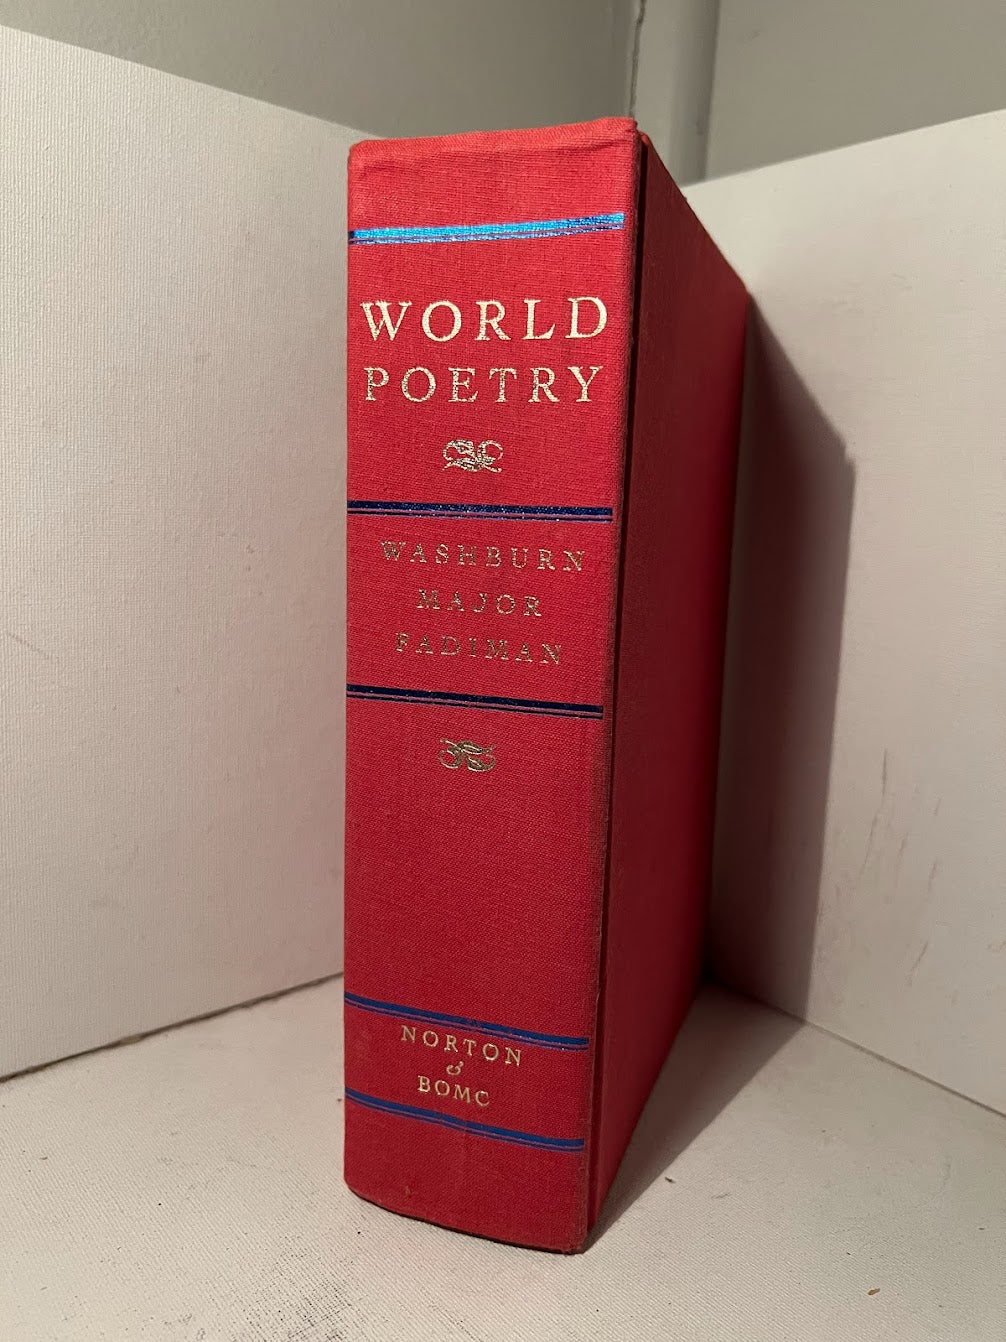 WORLD
POETRY
WASHBURN
MAJOR
FADIMAN
NORTON
&
BOMC